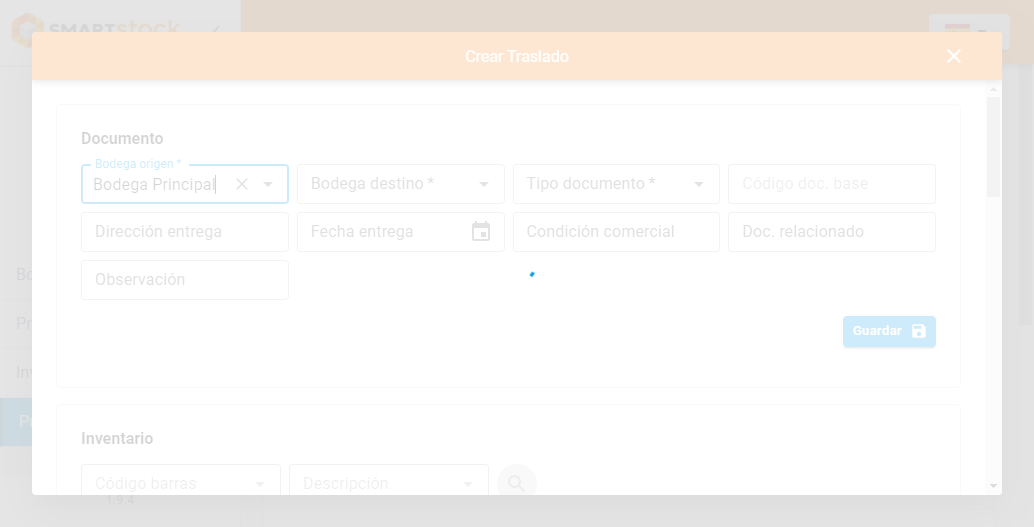 SMARTstock
Crear Traslado
Documento
Bodega origen *
Bodega Principal
Bodega destino *
Tipo documento *
Código doc. base
Dirección entrega
Fecha entrega
Condición comercial
Doc. relacionado
Observación
Guardar
Inventario
Código barras
Descripción
1.9.4
Bo
Pr
Inv
Pr